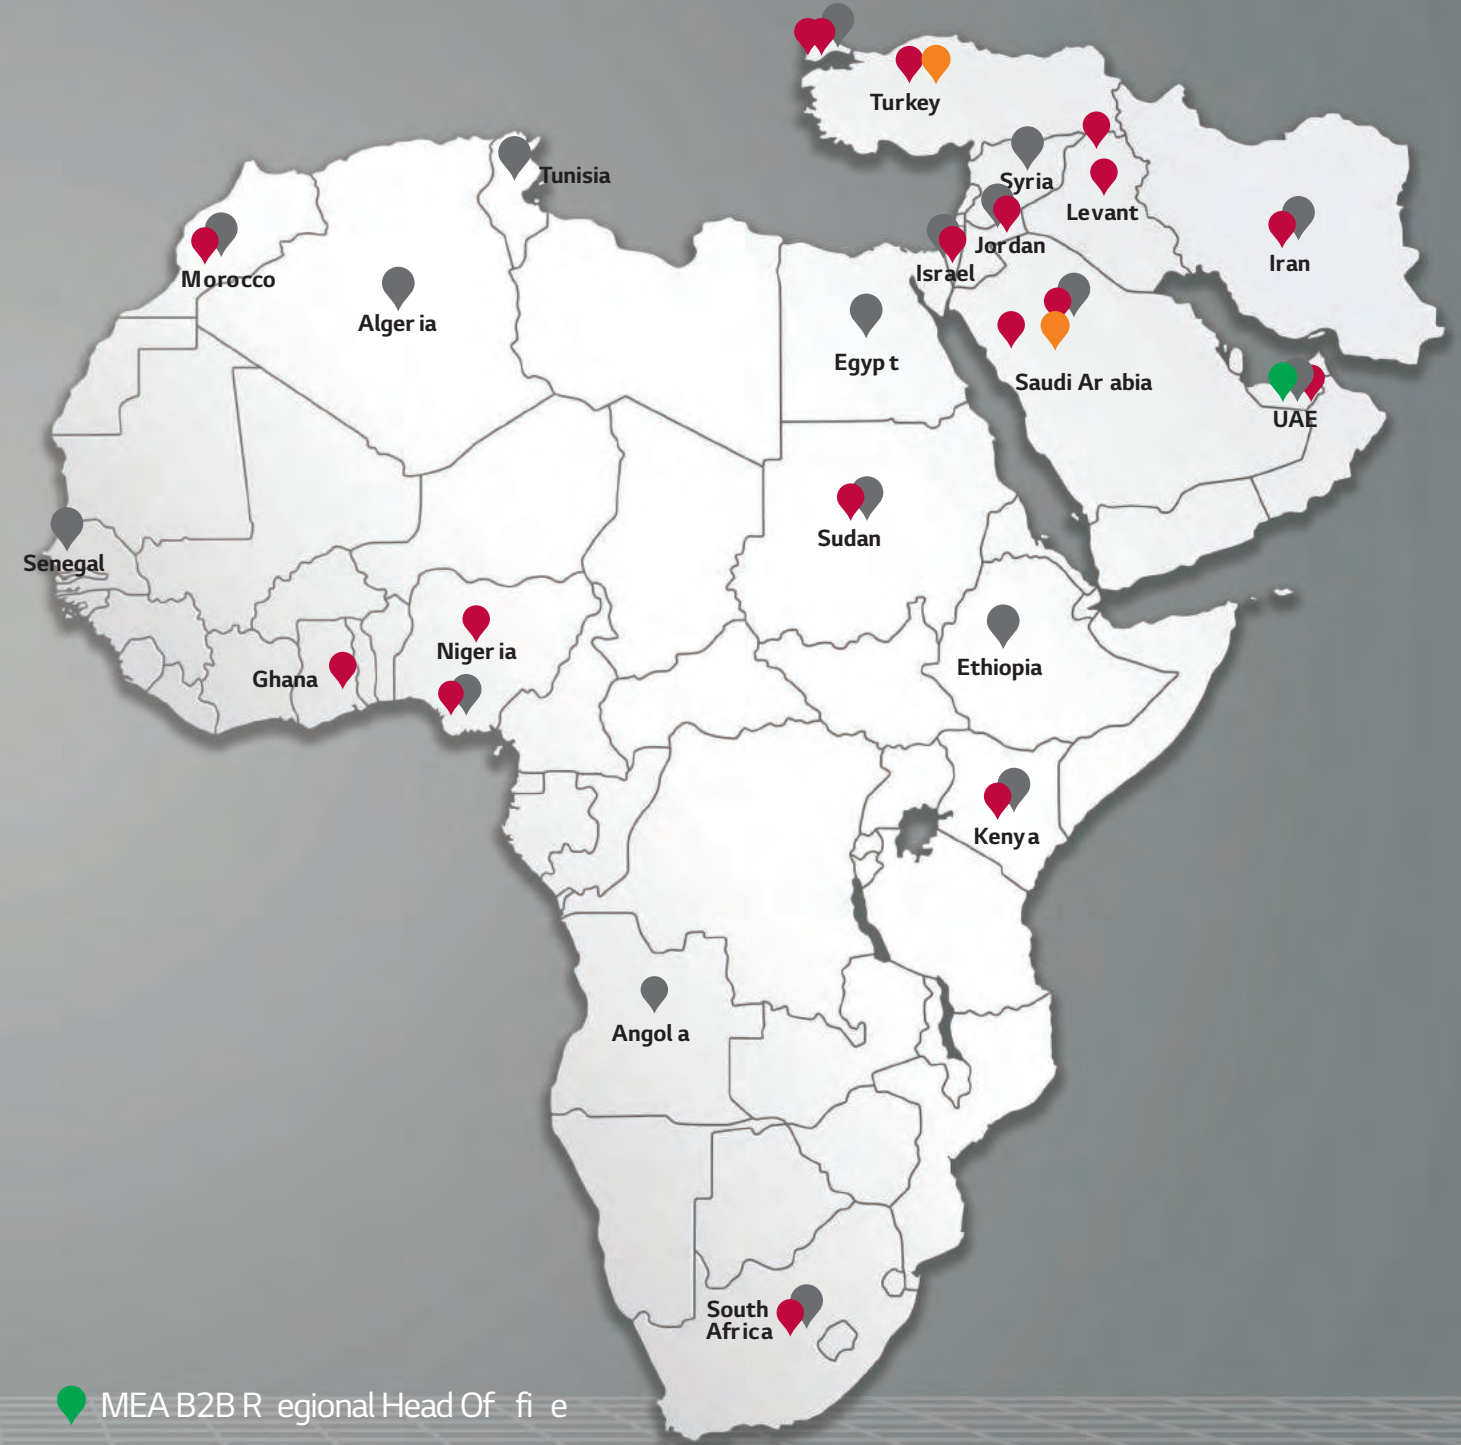 Turkey
Tunisia
Syria
Levant
Jordan
Israel
Iran
Morocco
Algeria
Egypt
Saudi Arabia
UAE
Sudan
Senegal
Nigeria
Ghana
Ethiopia
Kenya
Angola
South
Africa
MEA B2B R egional Head Of fi e